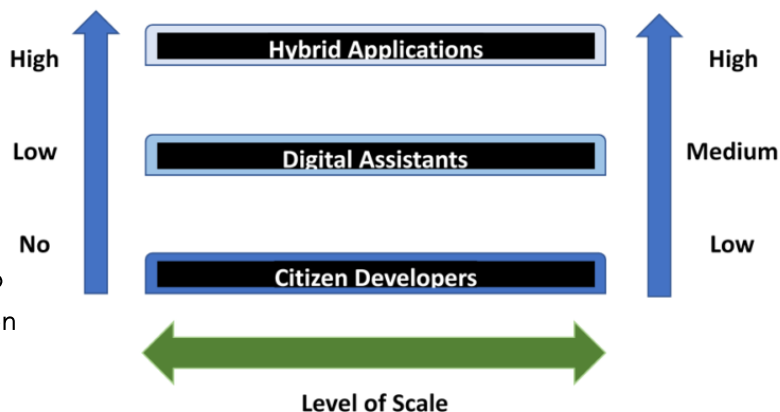 High Hybrid Applications High
Low Digital Assistants Medium
No Citizen Developers Low
n
Level of Scale